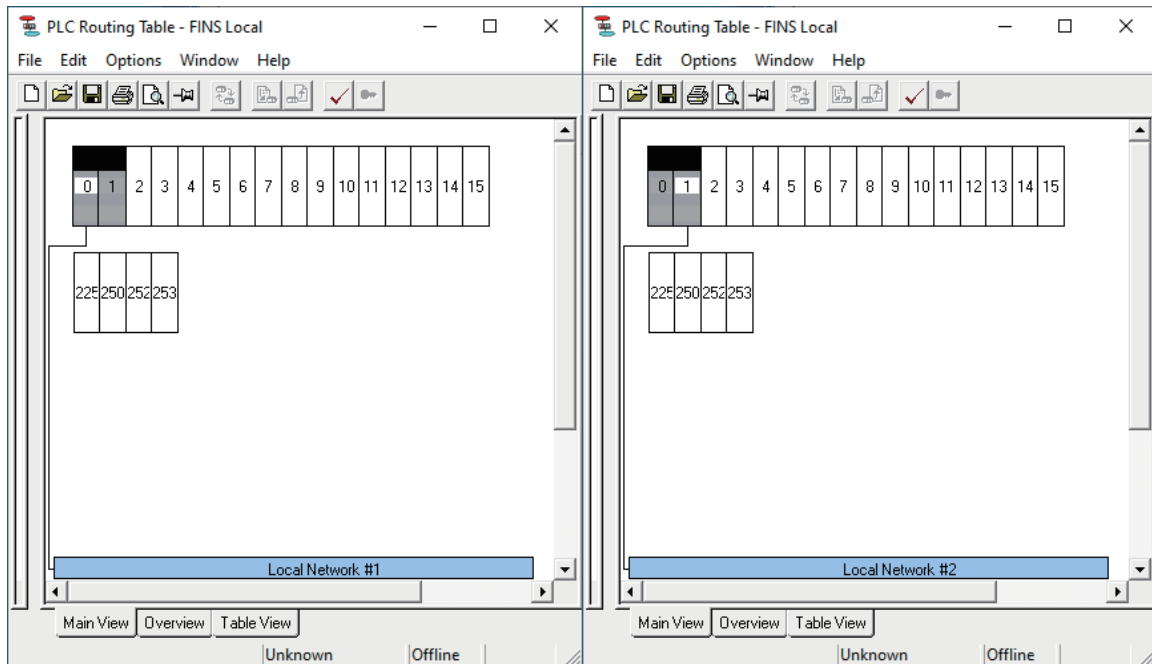 PLC Routing Table - FINS Local
File Edit Options Window Help
0 1 2 3 4 5 6 7 8 9 10 11 12 13 14 15
225 250 252 253
Local Network #1
Main View Overview Table View
Unknown Offline
PLC Routing Table - FINS Local
File Edit Options Window Help
0 1 2 3 4 5 6 7 8 9 10 11 12 13 14 15
225 250 252 253
Local Network #2
Main View Overview Table View
Unknown Offline